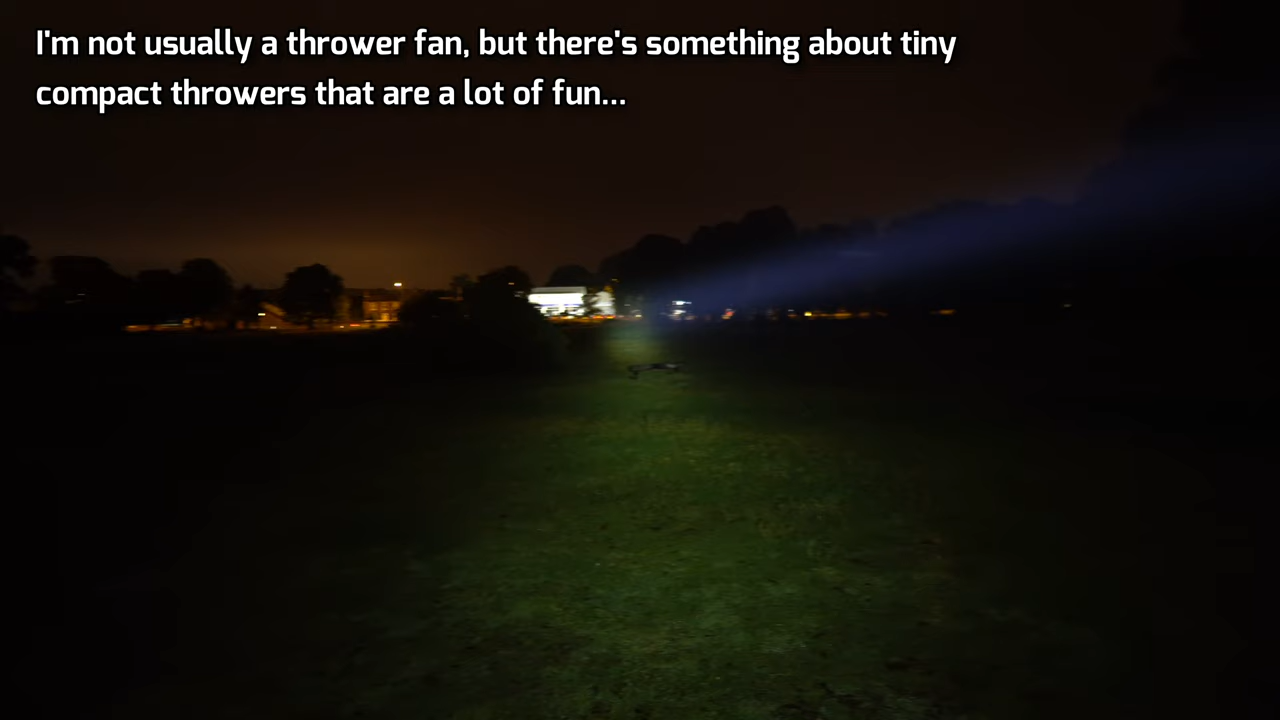 I'm not usually a thrower fan, but there's something about tiny
compact throwers that are a lot of fun...